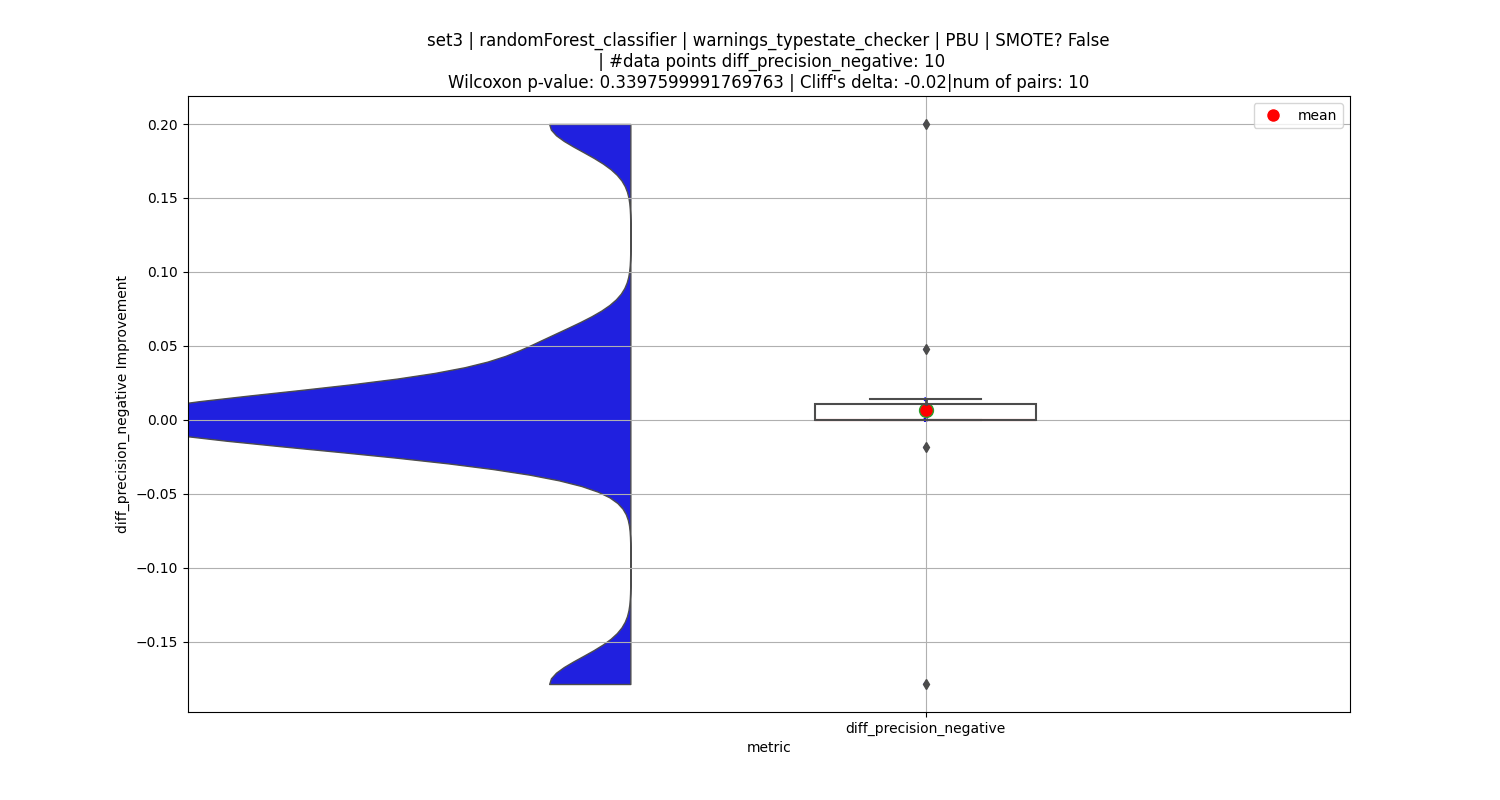 set3 | randomForest_classifier | warnings_typestate_checker | PBU | SMOTE? False
| #data points diff_precision_negative: 10
Wilcoxon p-value: 0.3397599991769763 | Cliff's delta: -0.02|num of pairs: 10
mean
0.20
0.15
0.10
0.05
0.00
−0.05
−0.10
−0.15
diff_precision_negative Improvement
diff_precision_negative
metric